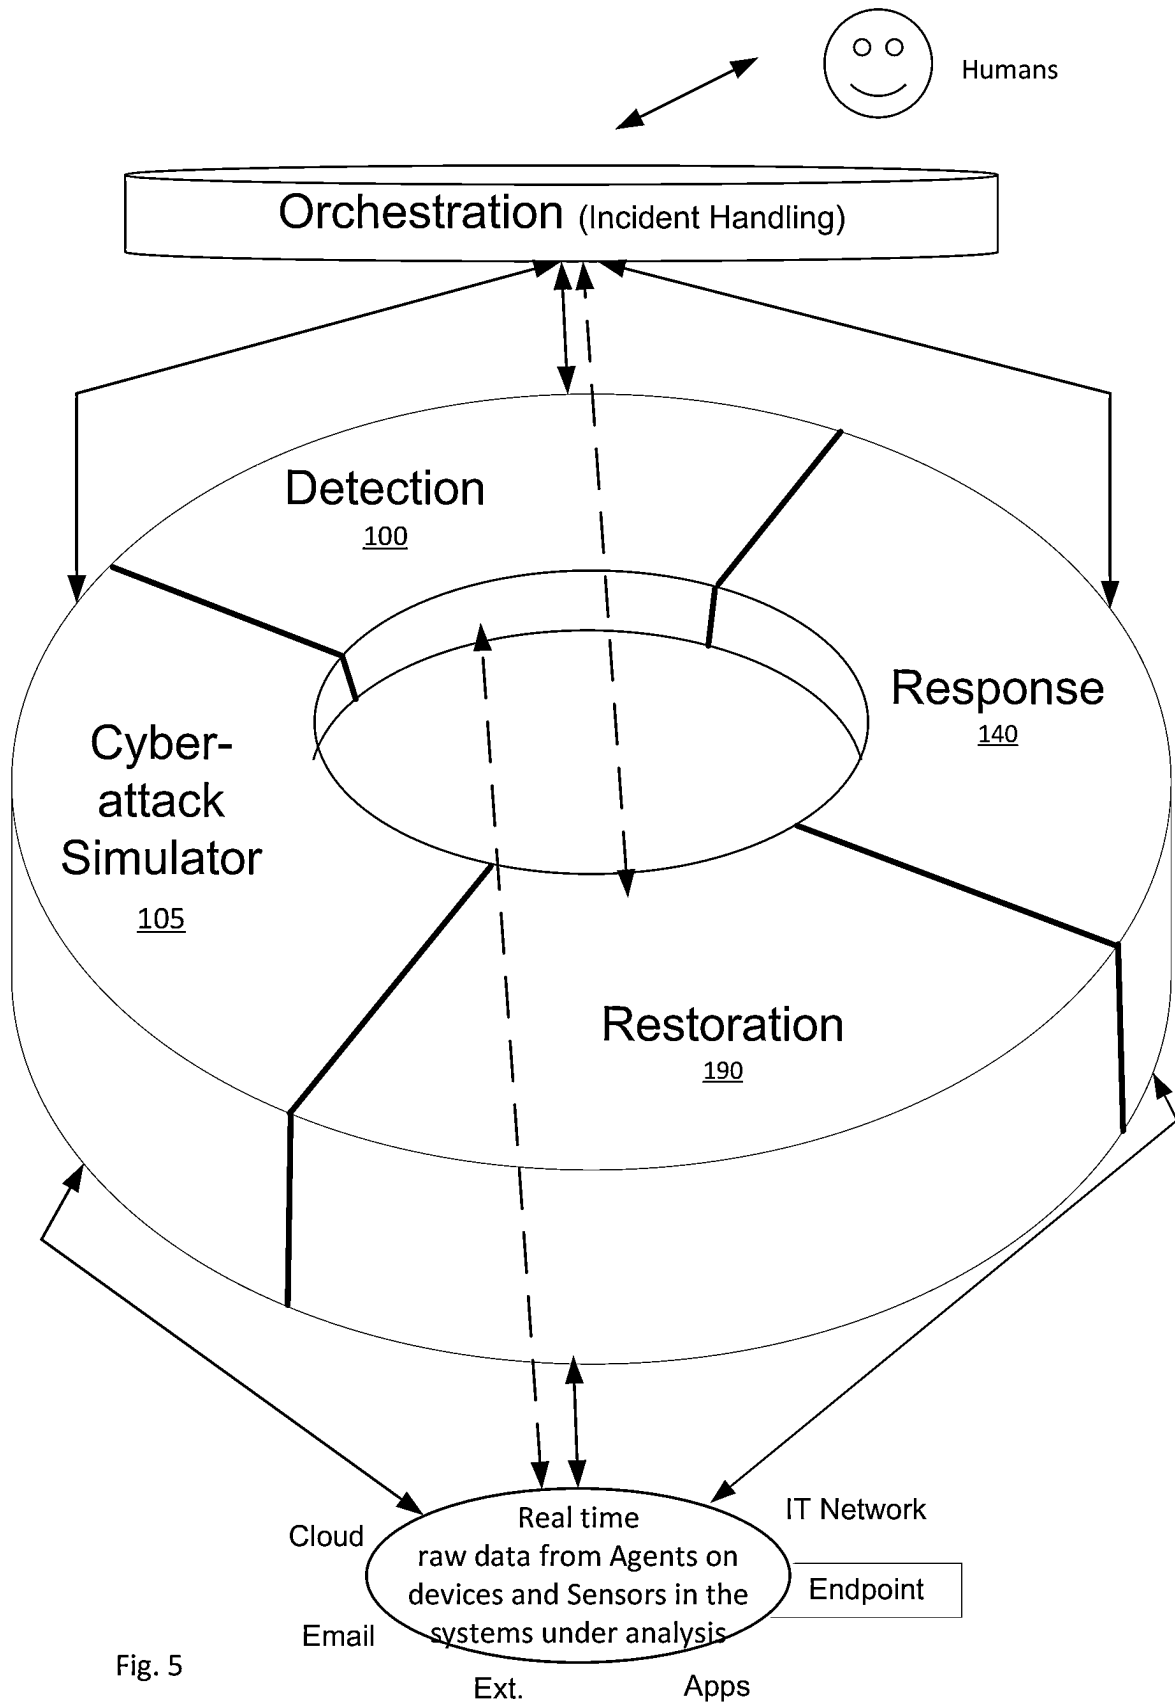 Humans
Orchestration (Incident Handling)
Detection
100
Response
140
Cyber-
attack
Simulator
105
Restoration
190
IT Network
Cloud
Real time
raw data from Agents on
devices and Sensors in the
systems under analysis
Endpoint
Email
Ext.
Apps
Fig. 5